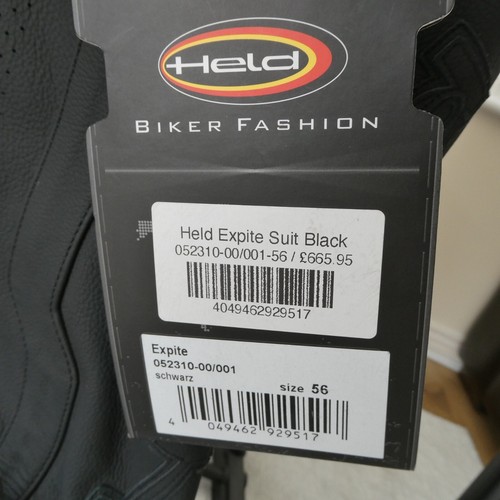 Held
BIKER FASHION
Held Expite Suit Black
052310-00/001-56 / £665.95
4049462929517
Expite
052310-00/001
schwarz
size 56
4 049462 929517